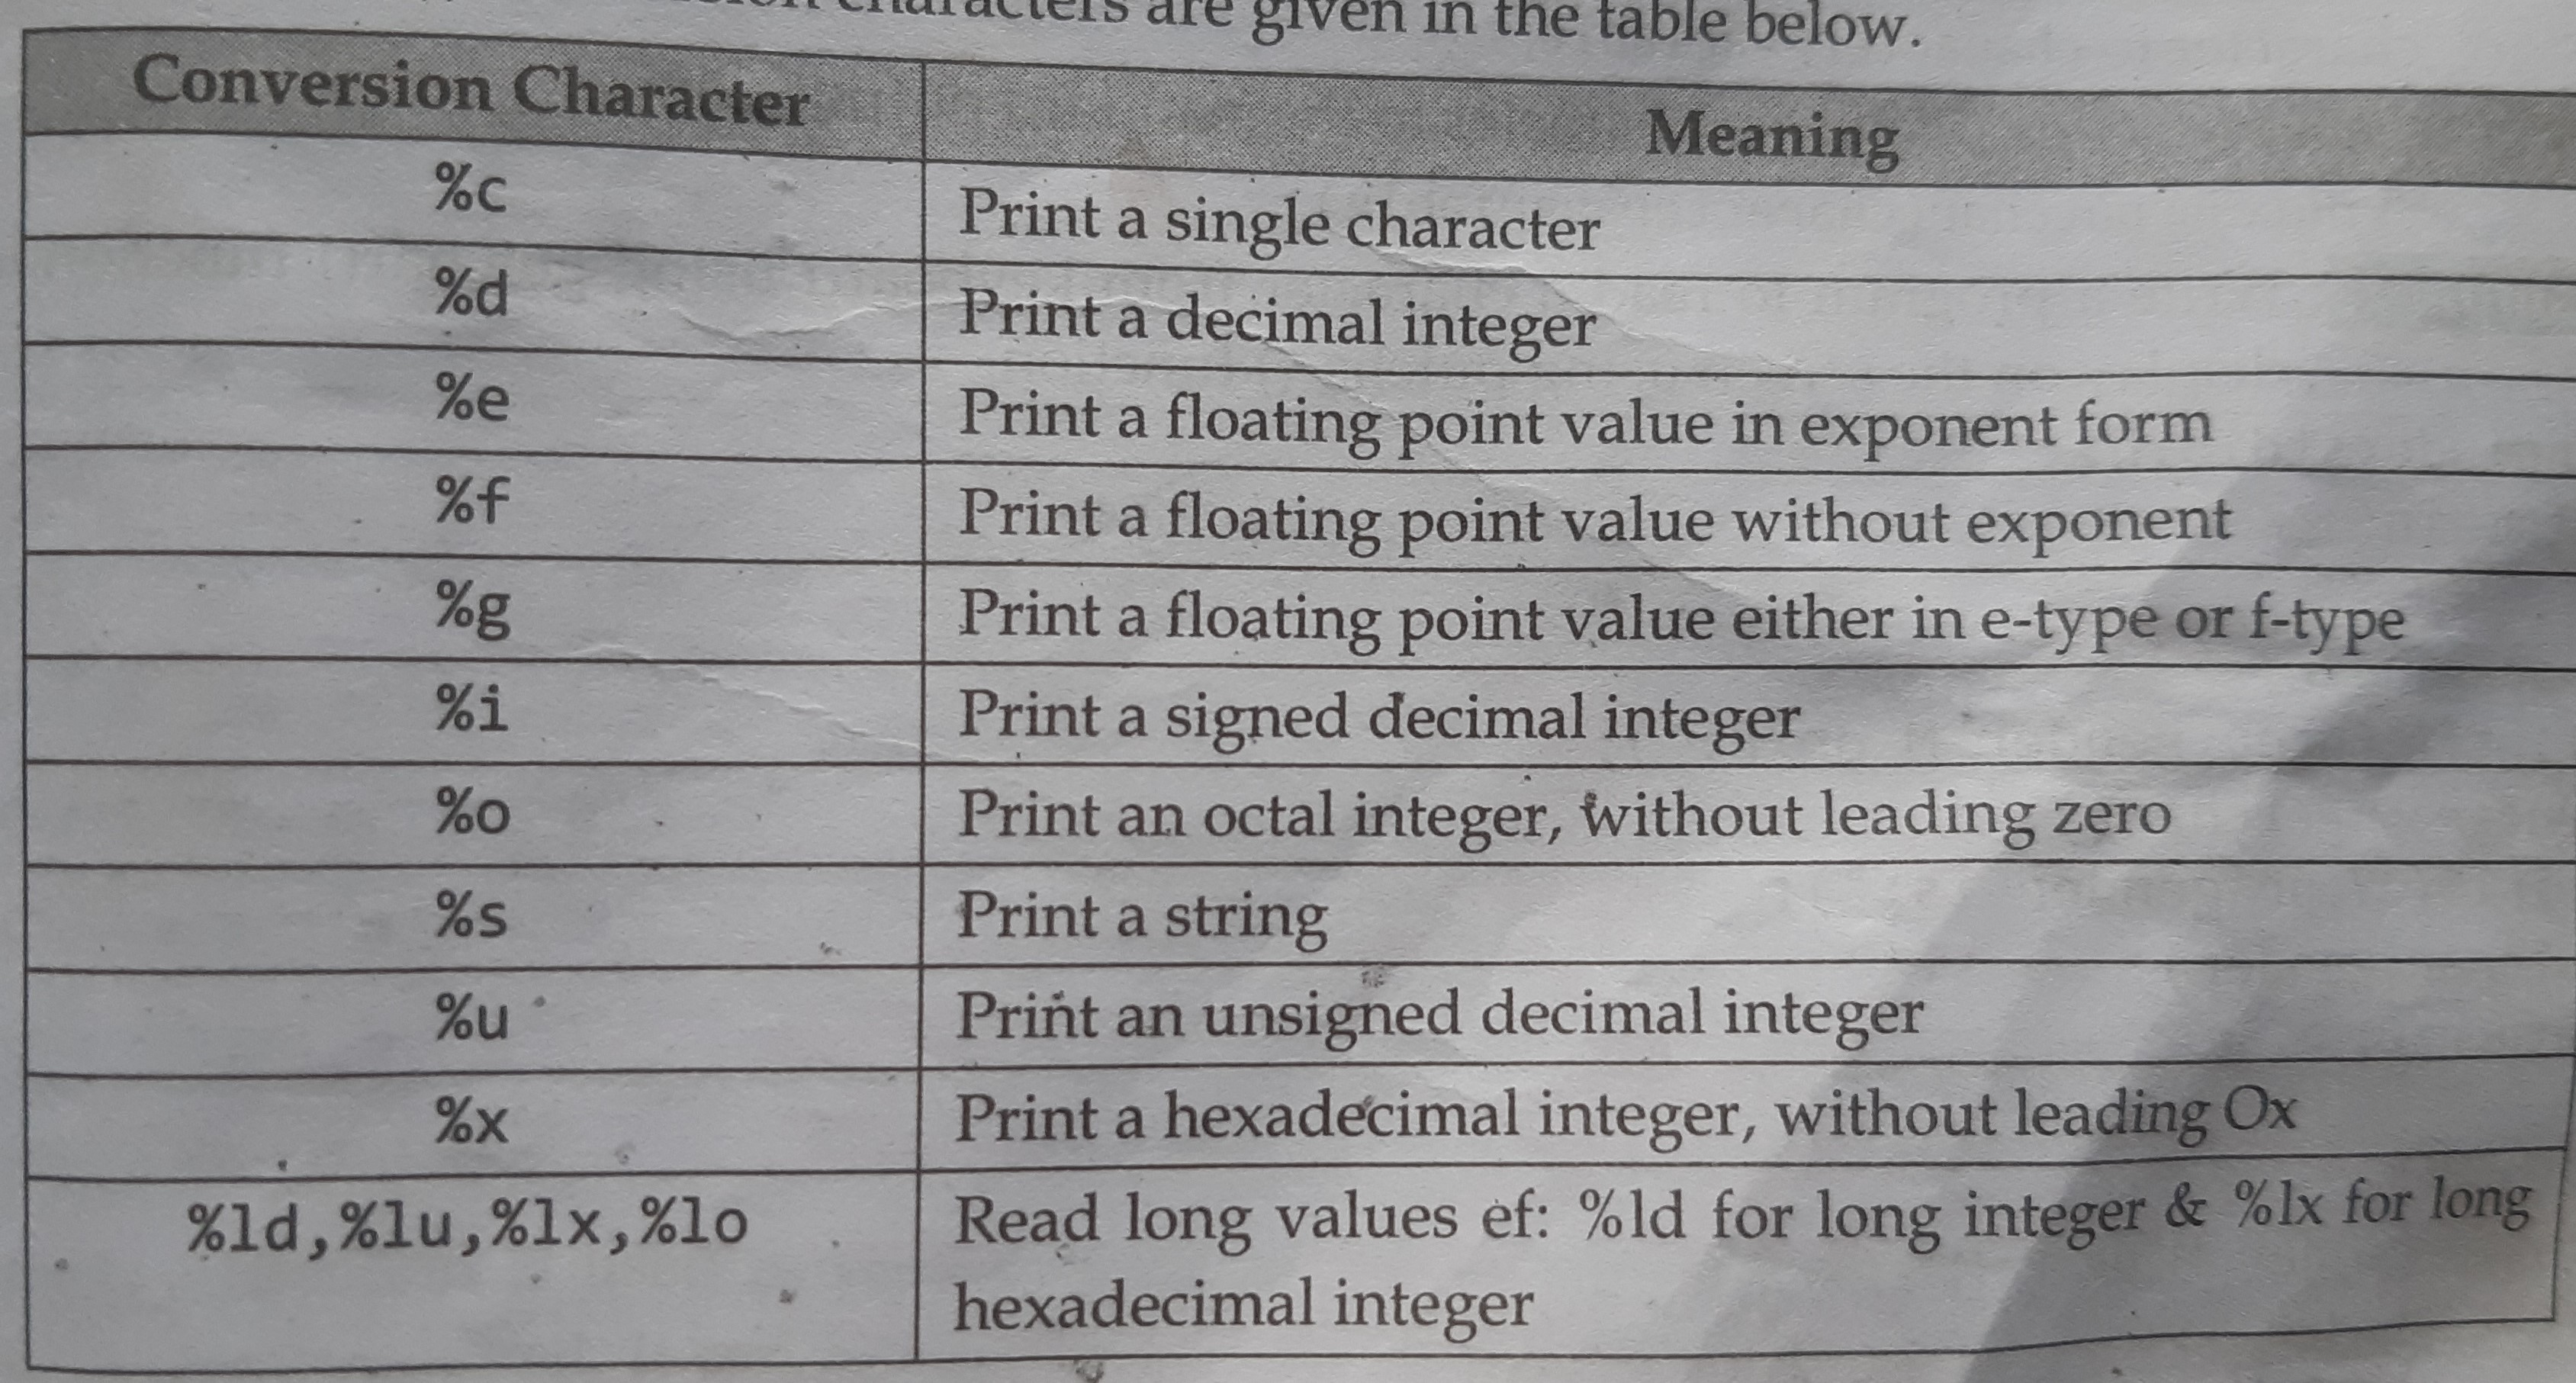 characters are given in the table below.
Conversion Character Meaning
%c Print a single character
%d Print a decimal integer
%e Print a floating point value in exponent form
%f Print a floating point value without exponent
%g Print a floating point value either in e-type or f-type
%i Print a signed decimal integer
%o Print an octal integer, without leading zero
%s Print a string
%u Print an unsigned decimal integer
%x Print a hexadecimal integer, without leading Ox
%ld,%lu,%lx,%lo Read long values ef: %ld for long integer & %lx for long
hexadecimal integer